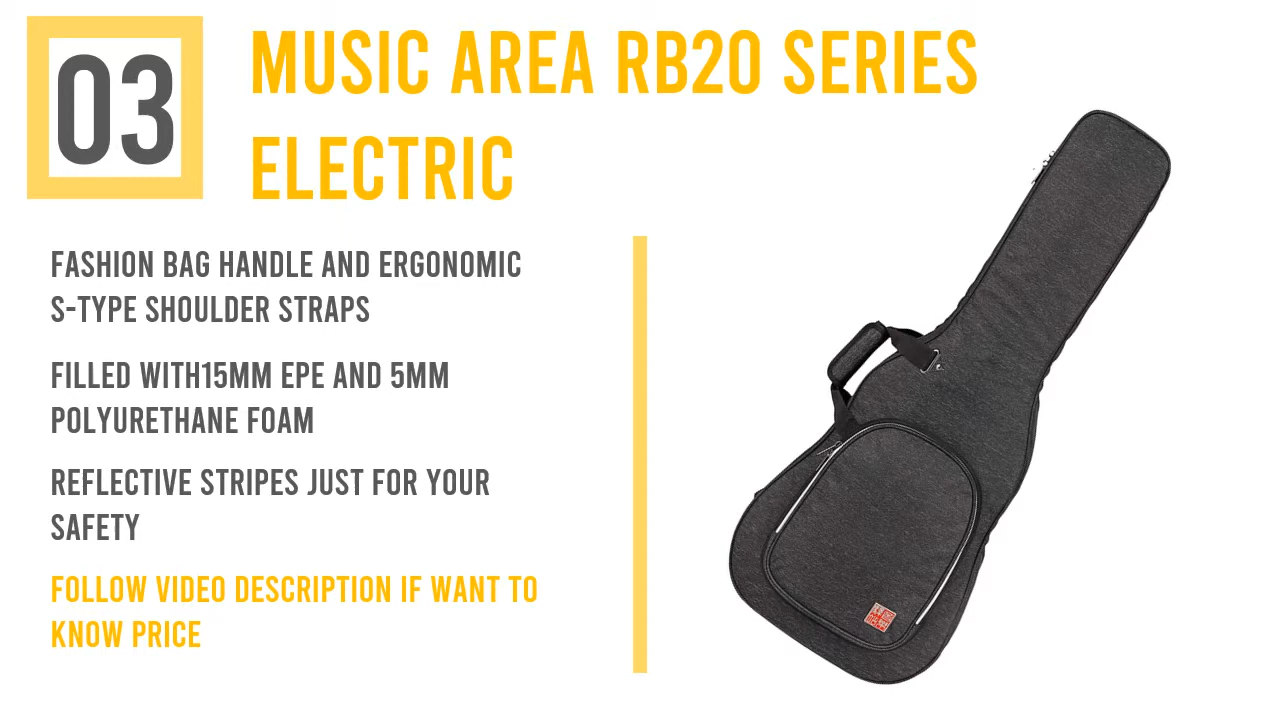 03
MUSIC AREA RB20 SERIES
ELECTRIC
FASHION BAG HANDLE AND ERGONOMIC
S-TYPE SHOULDER STRAPS
FILLED WITH15MM EPE AND 5MM
POLYURETHANE FOAM
REFLECTIVE STRIPES JUST FOR YOUR
SAFETY
FOLLOW VIDEO DESCRIPTION IF WANT TO
KNOW PRICE